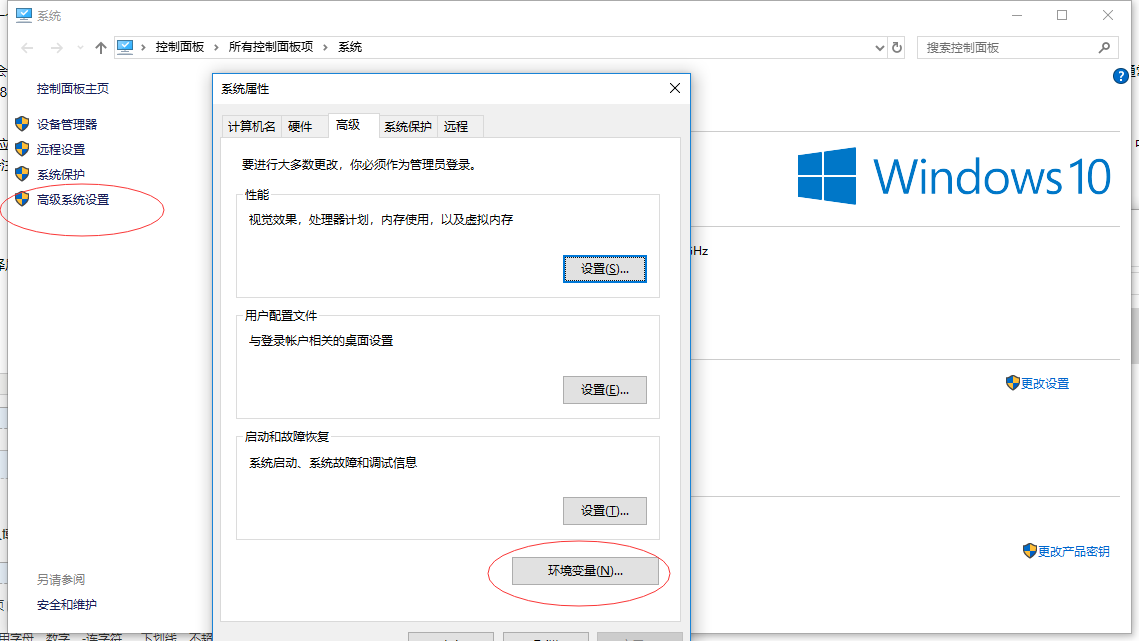 系统
控制面板 › 所有控制面板项 › 系统
搜索控制面板
控制面板主页
设备管理器
远程设置
系统保护
高级系统设置
另请参阅
安全和维护
系统属性
计算机名 硬件 高级 系统保护 远程
要进行大多数更改，你必须作为管理员登录。
性能
视觉效果，处理器计划，内存使用，以及虚拟内存
设置(S)...
用户配置文件
与登录帐户相关的桌面设置
设置(E)...
启动和故障恢复
系统启动、系统故障和调试信息
设置(T)...
环境变量(N)...
Windows 10
GHz
更改设置
更改产品密钥